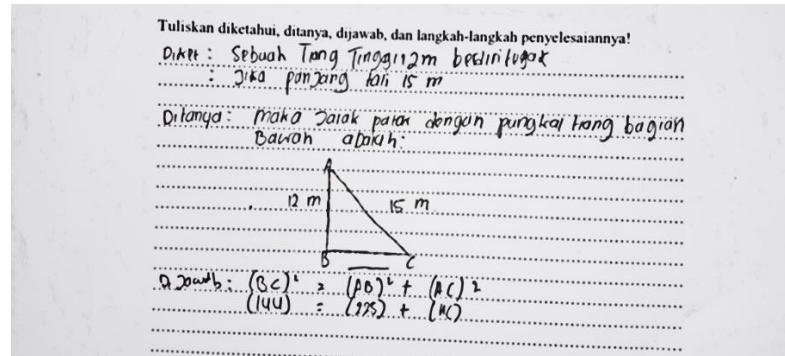 Tuliskan diketahui, ditanya, dijawab, dan langkah-langkah penyelesaiannya!
Diket : Sebuah Tiang Tinggi 12m berdiri tugak
: Jika panjang tali 15 m
Ditanya : maka Jarak patok dengan pungkal tiang bagian
Bawah adalah :
A
12 m
15 m
B
C
Dijawab : (BC)² = (AB)² + (AC)²
(144) = (225) + (AC)